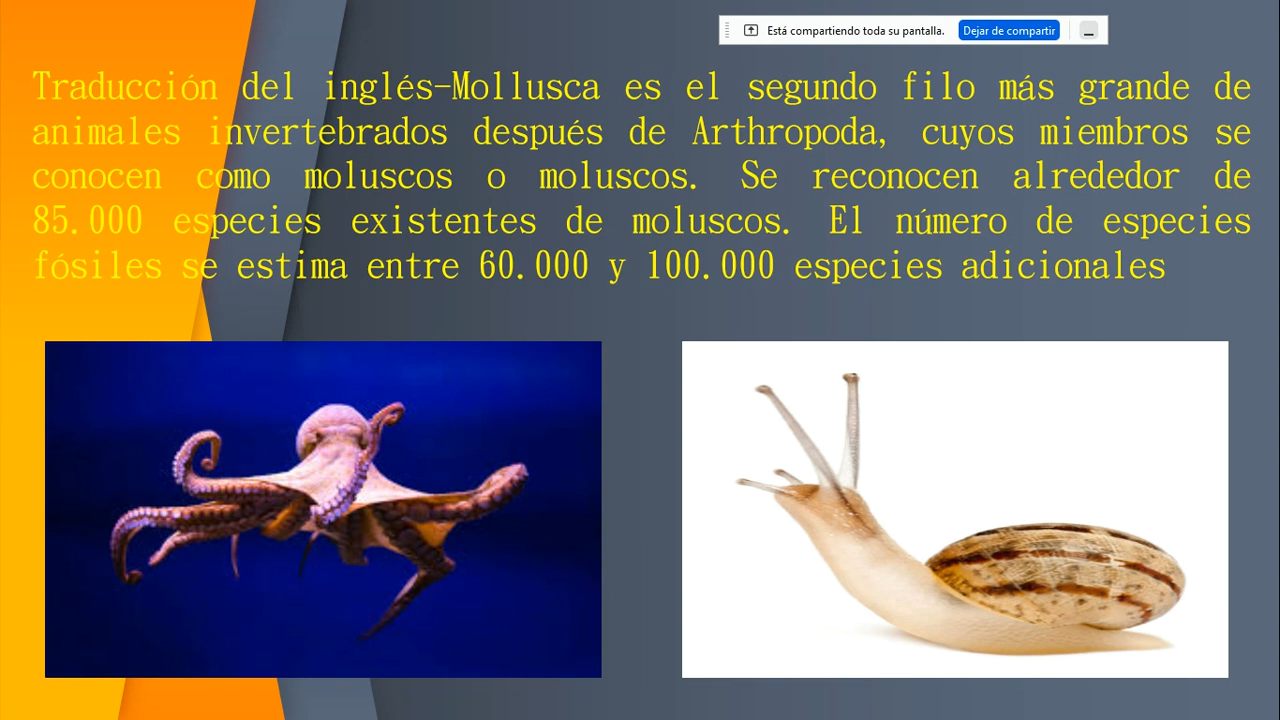 Está compartiendo toda su pantalla. Dejar de compartir
Traducción del inglés-Mollusca es el segundo filo más grande de
animales invertebrados después de Arthropoda, cuyos miembros se
conocen como moluscos o moluscos. Se reconocen alrededor de
85.000 especies existentes de moluscos. El número de especies
fósiles se estima entre 60.000 y 100.000 especies adicionales